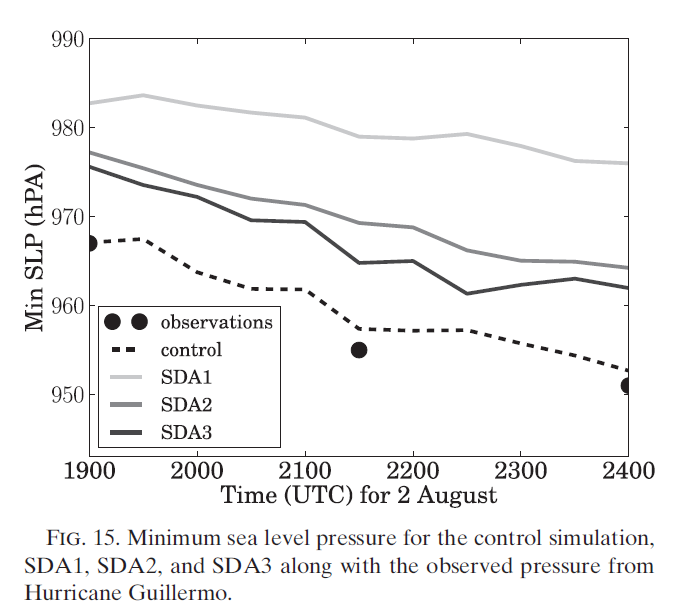 990
980
970
960
950
Min SLP (hPA)
observations
control
SDA1
SDA2
SDA3
1900 2000 2100 2200 2300 2400
Time (UTC) for 2 August
FIG. 15. Minimum sea level pressure for the control simulation,
SDA1, SDA2, and SDA3 along with the observed pressure from
Hurricane Guillermo.